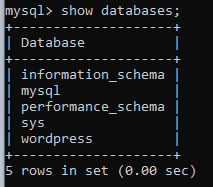 mysql> show databases;
+--------------------+
| Database           |
+--------------------+
| information_schema |
| mysql              |
| performance_schema |
| sys                |
| wordpress          |
+--------------------+
5 rows in set (0.00 sec)